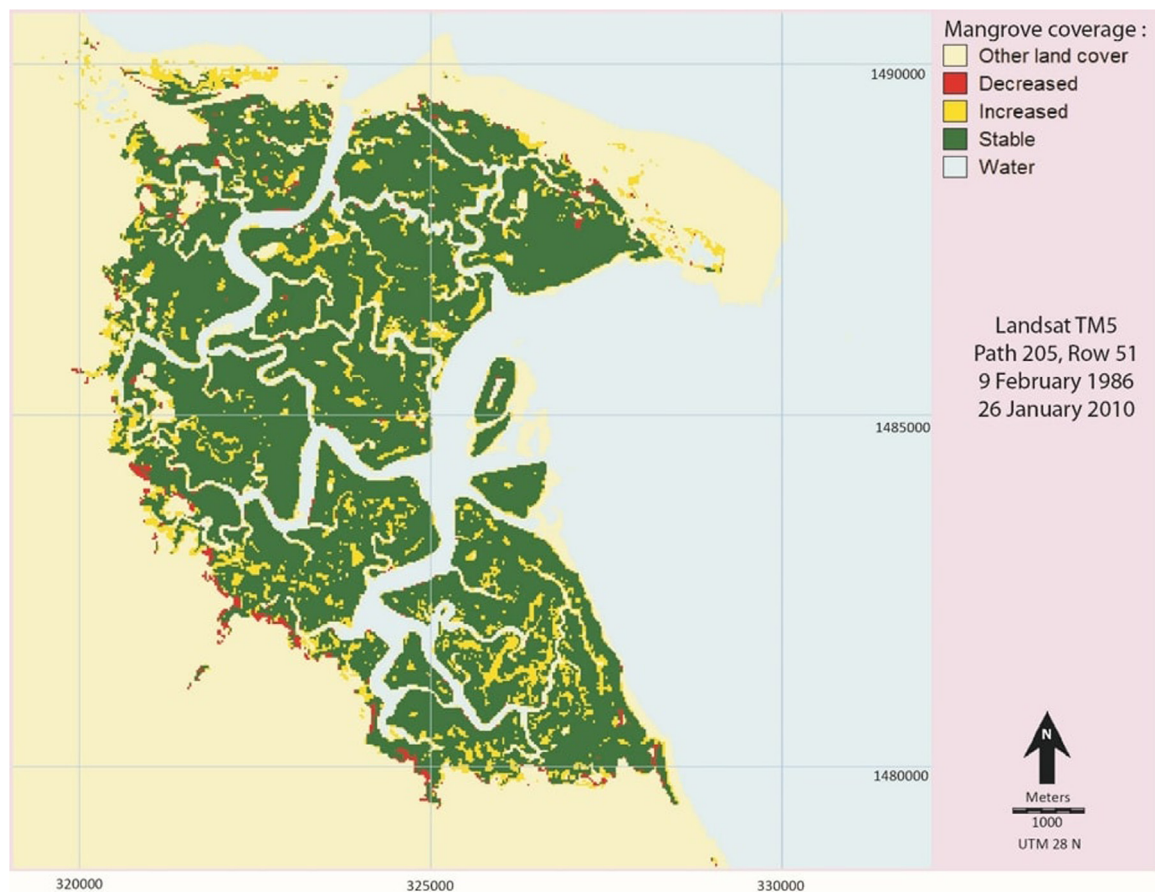 Mangrove coverage :
Other land cover
Decreased
Increased
Stable
Water
1490000
Landsat TM5
Path 205, Row 51
9 February 1986
26 January 2010
1485000
N
1480000
Meters
1000
UTM 28 N
320000
325000
330000